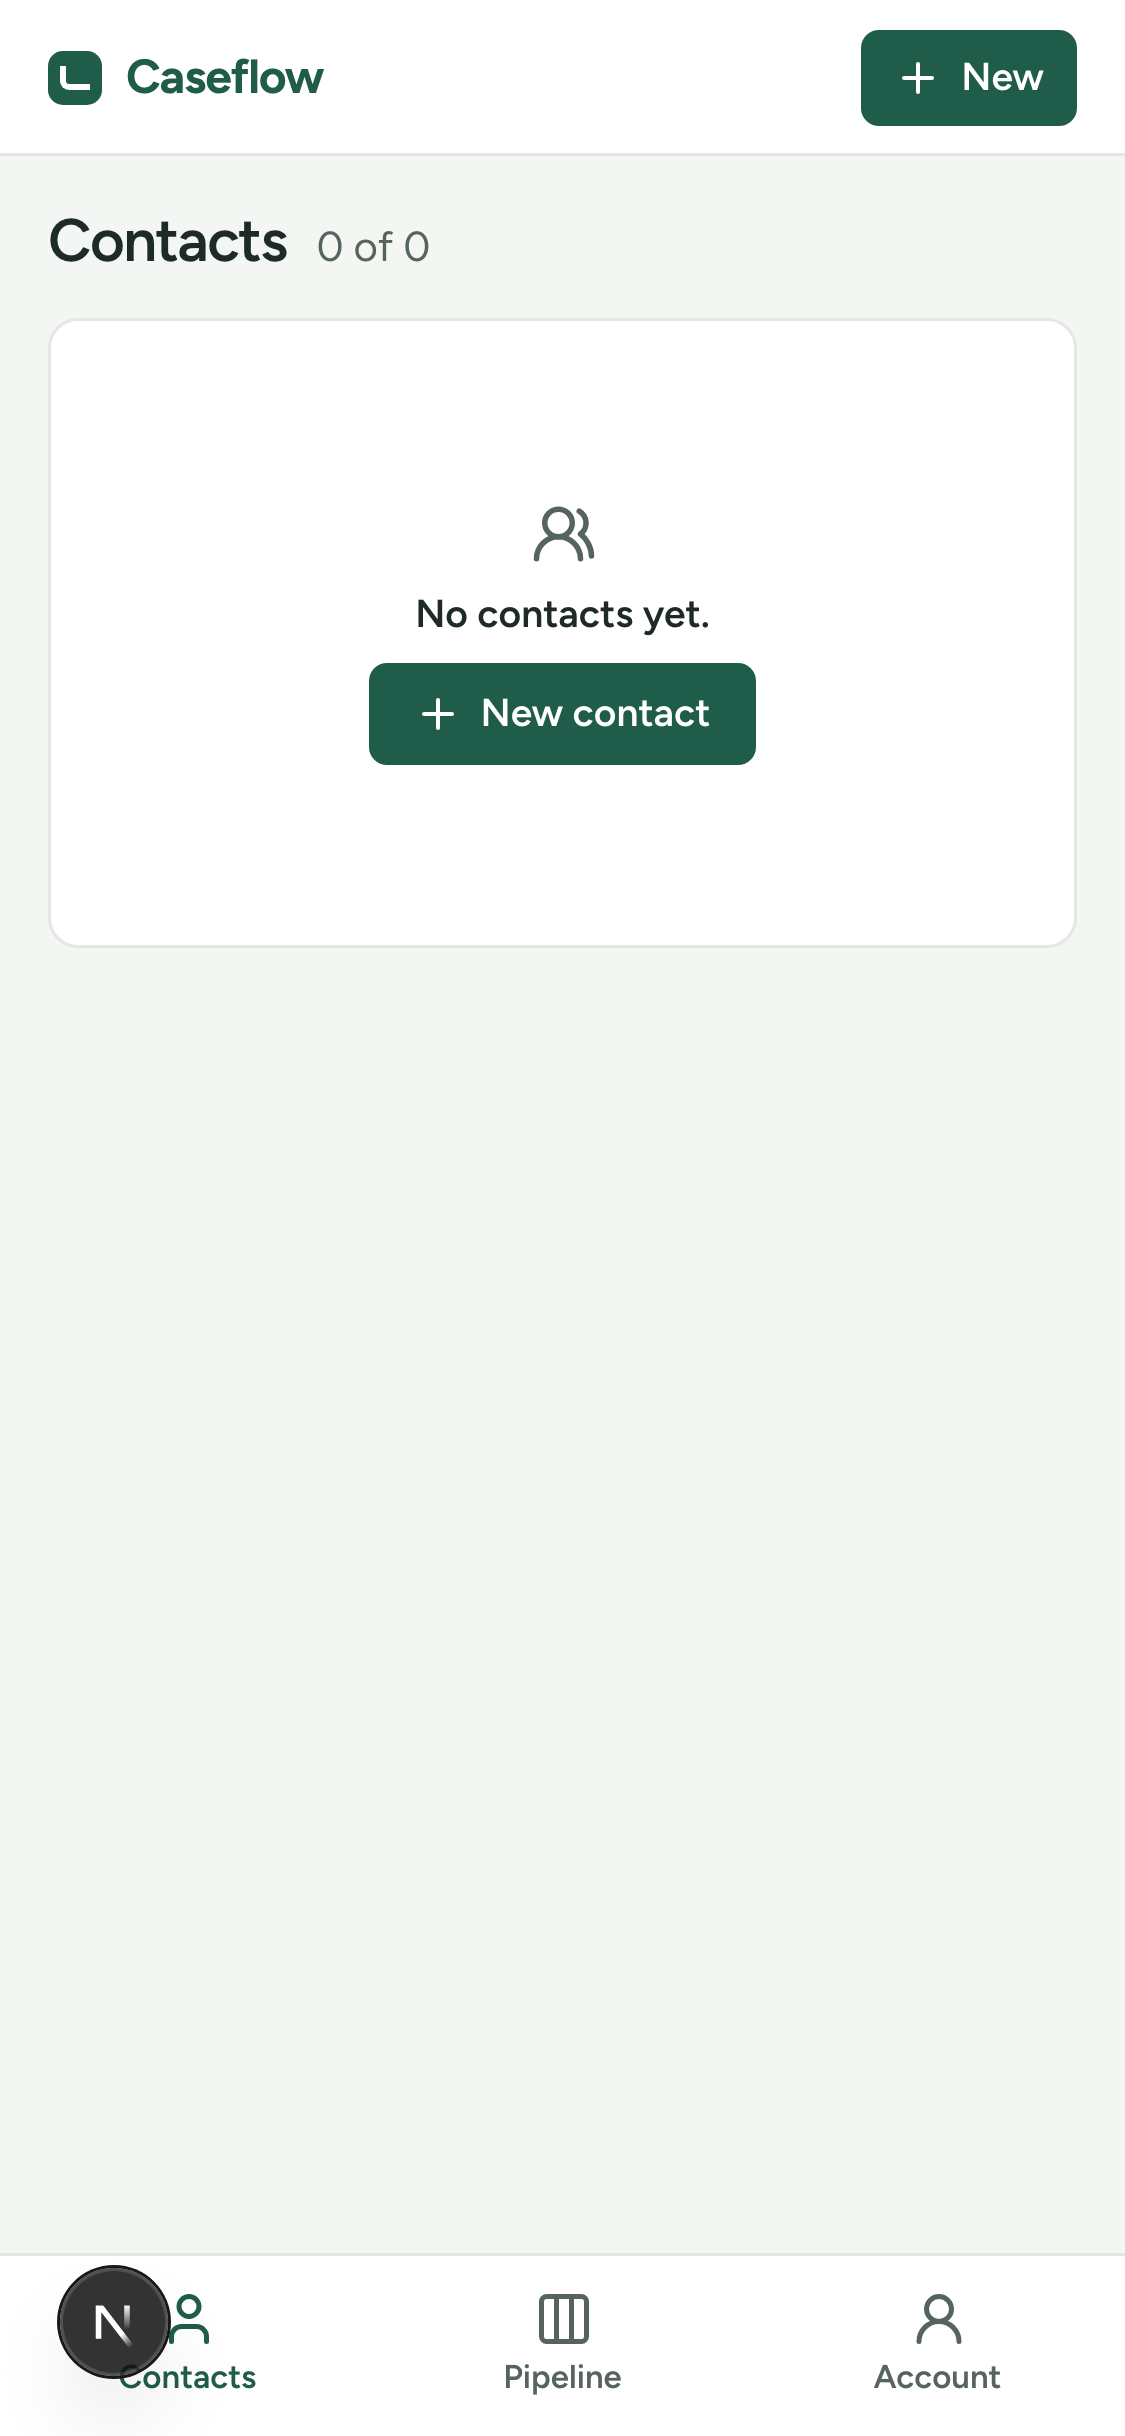 Caseflow
New
Contacts 0 of 0
No contacts yet.
New contact
N
Contacts
Pipeline
Account